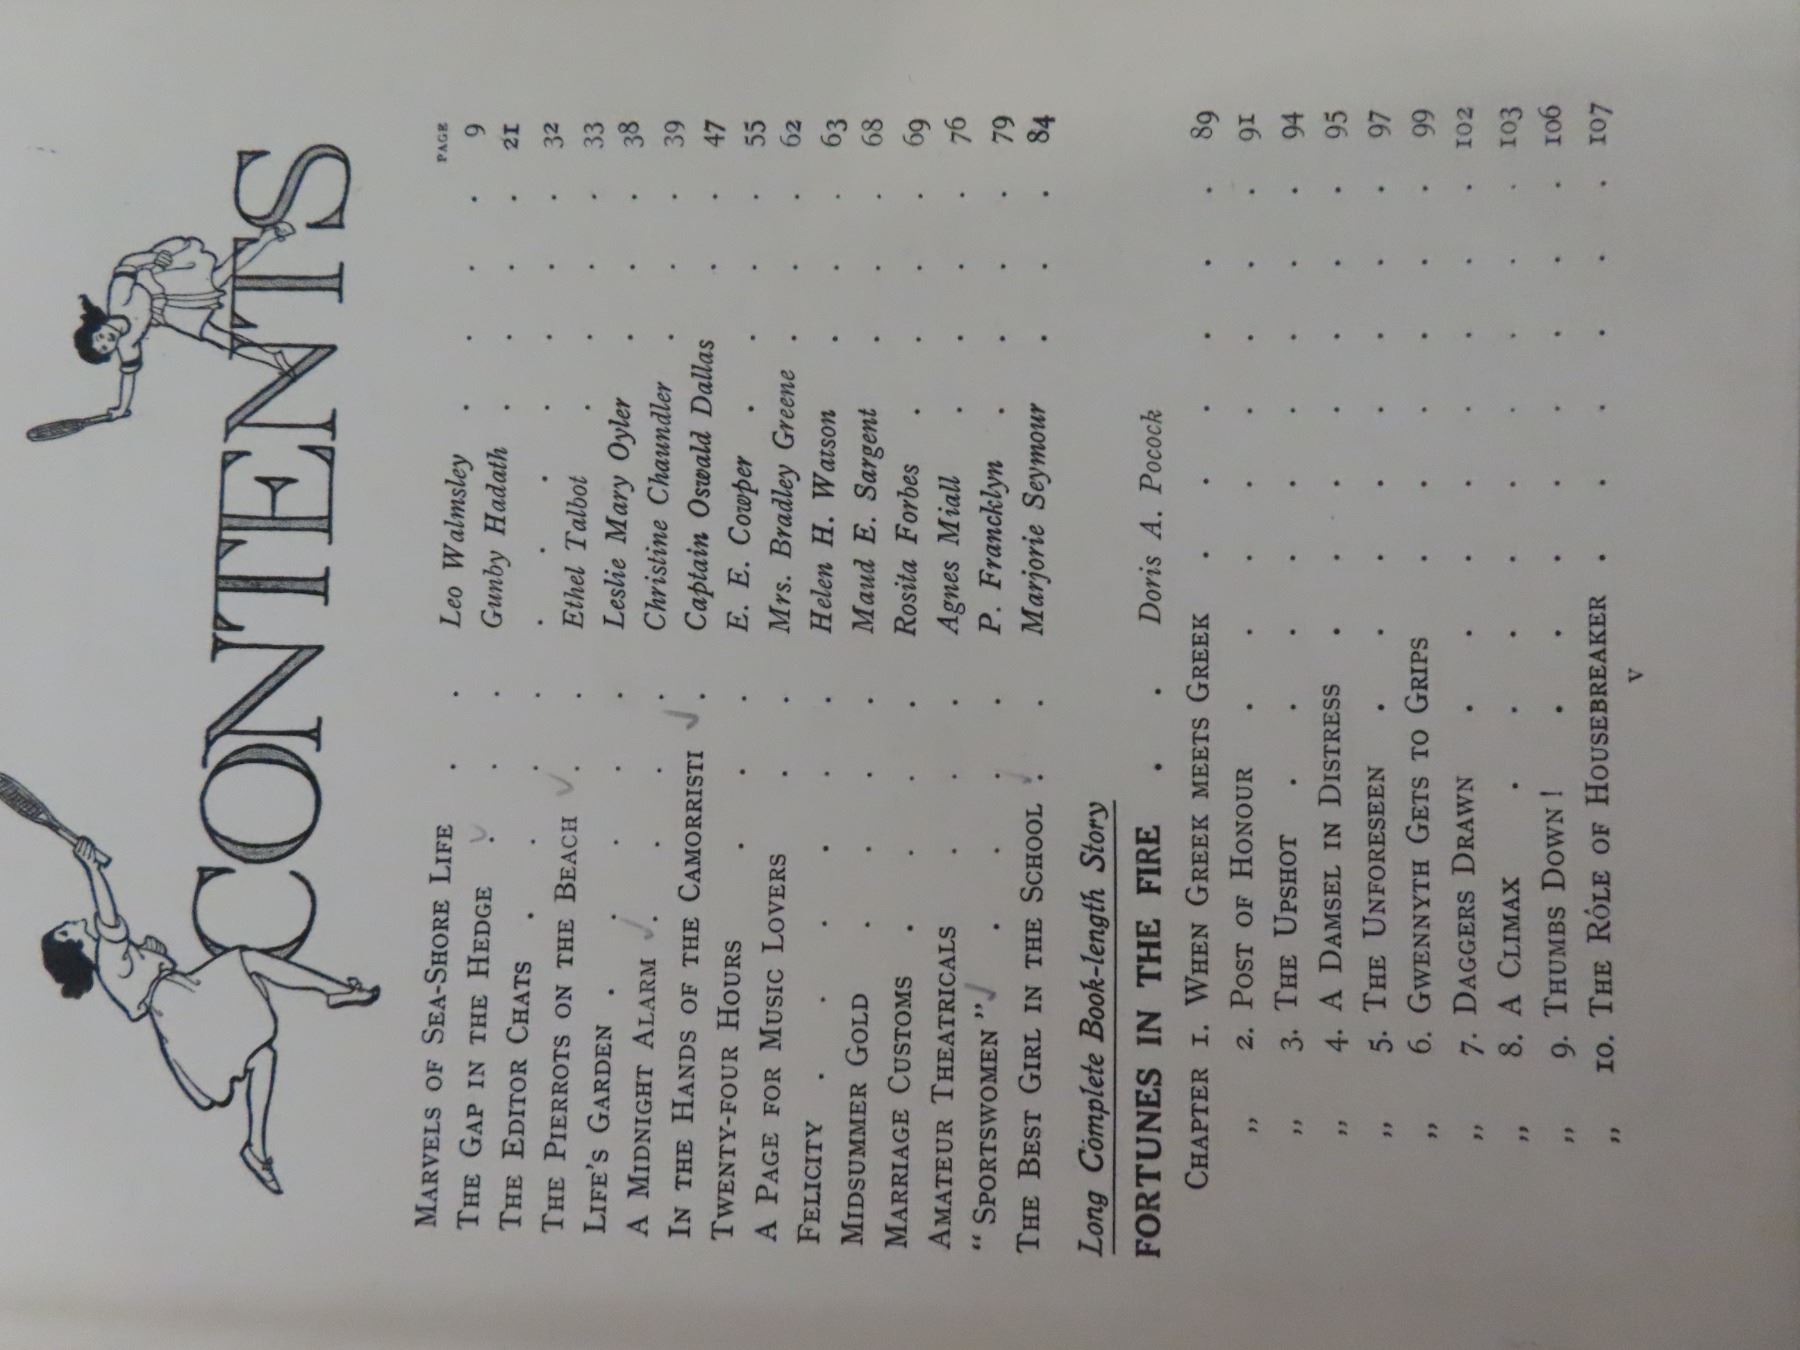 CONTENTS
PAGE
MARVELS OF SEA-SHORE LIFE . . Leo Walmsley . . . . 9
THE GAP IN THE HEDGE . . . Gunby Hadath . . . . 21
THE EDITOR CHATS . . . . . . . . . . . 32
THE PIERROTS ON THE BEACH . . Ethel Talbot . . . . 33
LIFE'S GARDEN . . . . . Leslie Mary Oyler . . . 38
A MIDNIGHT ALARM . . . . Christine Chaundler . . . 39
IN THE HANDS OF THE CAMORRISTI . Captain Oswald Dallas . . 47
TWENTY-FOUR HOURS . . . E. E. Cowper . . . . 55
A PAGE FOR MUSIC LOVERS . . Mrs. Bradley Greene . . . 62
FELICITY . . . . . . Helen H. Watson . . . 63
MIDSUMMER GOLD . . . . Maud E. Sargent . . . 68
MARRIAGE CUSTOMS . . . . Rosita Forbes . . . . 69
AMATEUR THEATRICALS . . . Agnes Miall . . . . 76
“ SPORTSWOMEN ” . . . . P. Francklyn . . . . 79
THE BEST GIRL IN THE SCHOOL . . Marjorie Seymour . . . 84
Long Complete Book-length Story
FORTUNES IN THE FIRE . . Doris A. Pocock
CHAPTER 1. WHEN GREEK MEETS GREEK . . . . . . 89
„ 2. POST OF HONOUR . . . . . . . . 91
„ 3. THE UPSHOT . . . . . . . . . 94
„ 4. A DAMSEL IN DISTRESS . . . . . . . 95
„ 5. THE UNFORESEEN . . . . . . . . 97
„ 6. GWENNYTH GETS TO GRIPS . . . . . . 99
„ 7. DAGGERS DRAWN . . . . . . . . 102
„ 8. A CLIMAX . . . . . . . . . 103
„ 9. THUMBS DOWN ! . . . . . . . . 106
„ 10. THE RÓLE OF HOUSEBREAKER . . . . . . 107
v